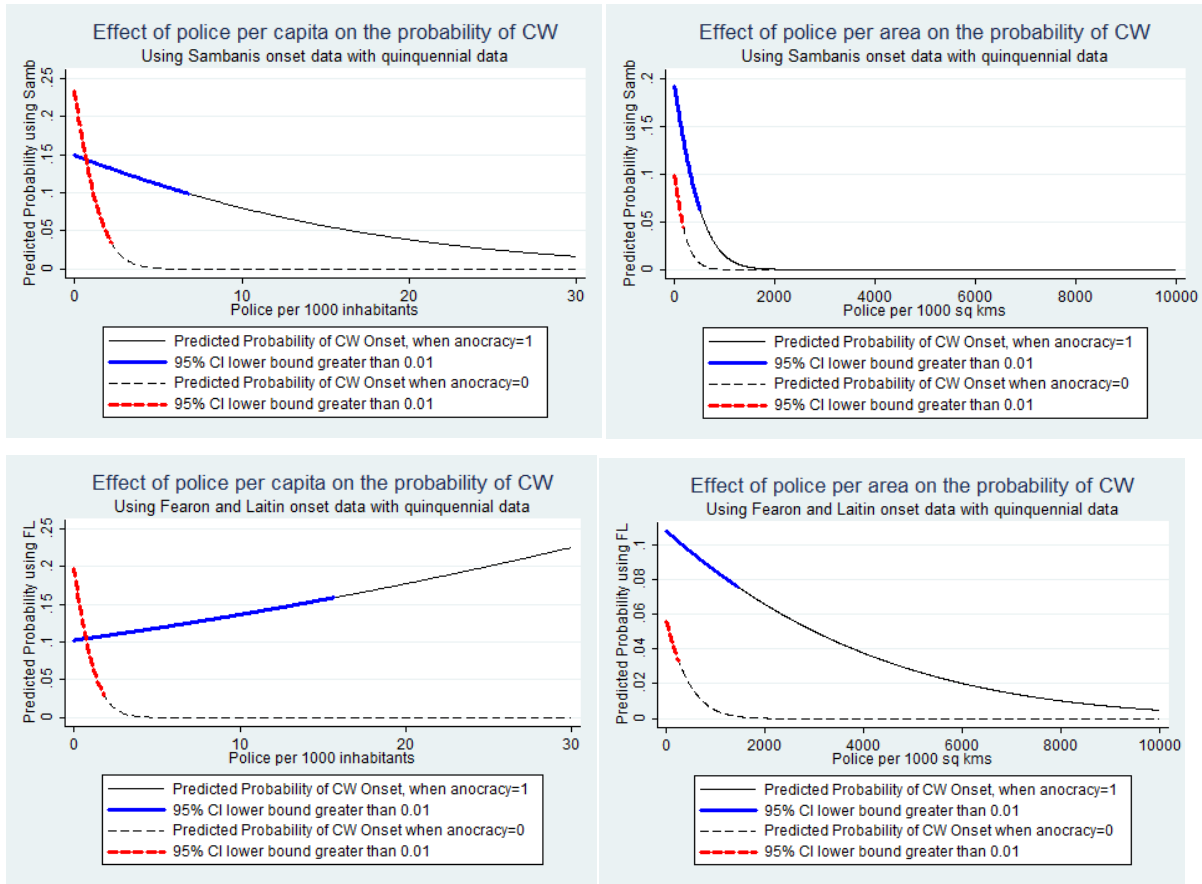 Effect of police per capita on the probability of CW
Using Sambanis onset data with quinquennial data
Predicted Probability using Samb
.25
.2
.15
.1
.05
0
0
10
20
30
Police per 1000 inhabitants
Predicted Probability of CW Onset, when anocracy=1
95% CI lower bound greater than 0.01
Predicted Probability of CW Onset when anocracy=0
95% CI lower bound greater than 0.01
Effect of police per area on the probability of CW
Using Sambanis onset data with quinquennial data
Predicted Probability using Samb
.2
.15
.1
.05
0
0
2000
4000
6000
8000
10000
Police per 1000 sq kms
Predicted Probability of CW Onset, when anocracy=1
95% CI lower bound greater than 0.01
Predicted Probability of CW Onset when anocracy=0
95% CI lower bound greater than 0.01
Effect of police per capita on the probability of CW
Using Fearon and Laitin onset data with quinquennial data
Predicted Probability using FL
.25
.2
.15
.1
.05
0
0
10
20
30
Police per 1000 inhabitants
Predicted Probability of CW Onset, when anocracy=1
95% CI lower bound greater than 0.01
Predicted Probability of CW Onset when anocracy=0
95% CI lower bound greater than 0.01
Effect of police per area on the probability of CW
Using Fearon and Laitin onset data with quinquennial data
Predicted Probability using FL
.1
.08
.06
.04
.02
0
0
2000
4000
6000
8000
10000
Police per 1000 sq kms
Predicted Probability of CW Onset, when anocracy=1
95% CI lower bound greater than 0.01
Predicted Probability of CW Onset when anocracy=0
95% CI lower bound greater than 0.01